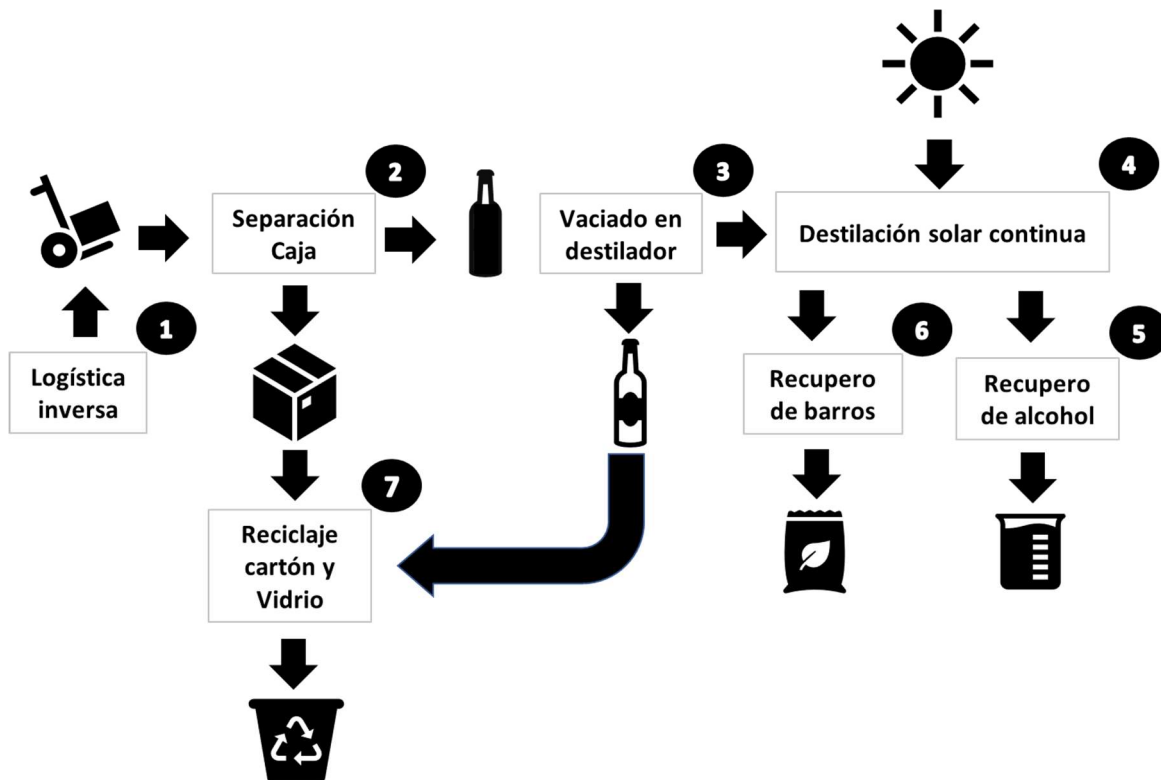 1
Logística
inversa
2
Separación
Caja
3
Vaciado en
destilador
4
Destilación solar continua
5
Recupero
de alcohol
6
Recupero
de barros
7
Reciclaje
cartón y
Vidrio